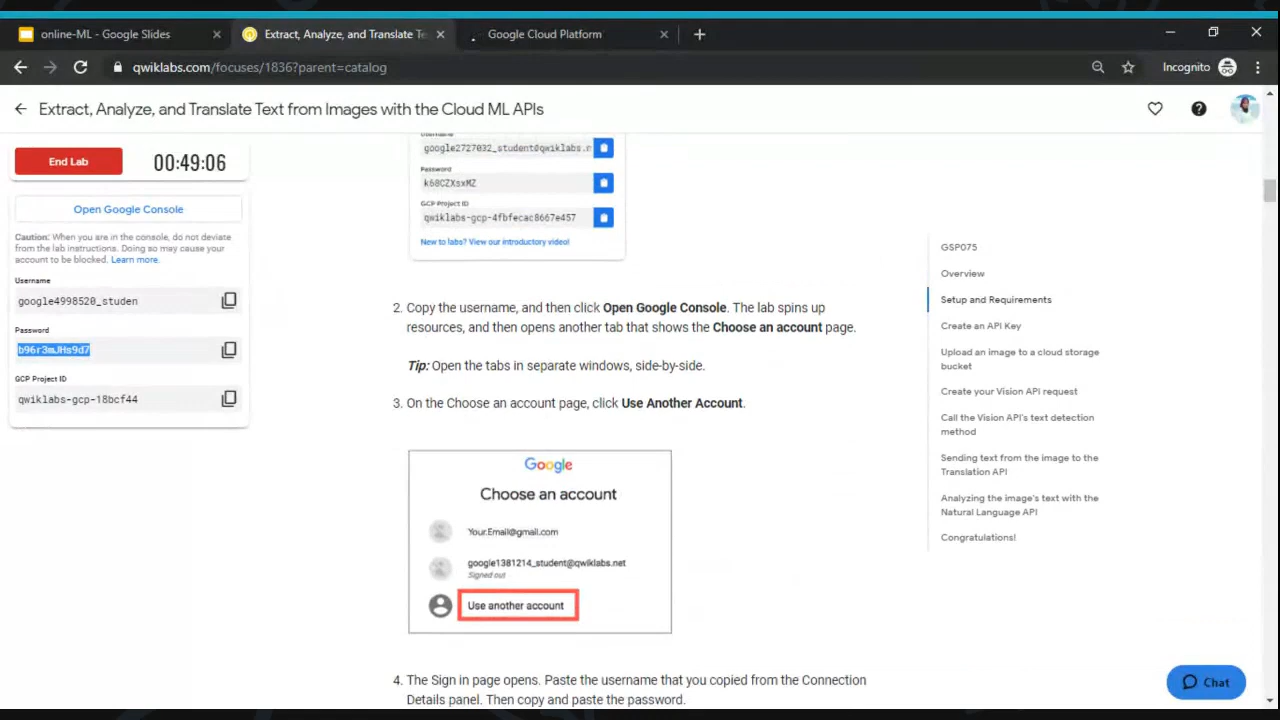 online-ML - Google Slides
Extract, Analyze, and Translate Te
Google Cloud Platform
qwiklabs.com/focuses/1836?parent=catalog
Incognito
Extract, Analyze, and Translate Text from Images with the Cloud ML APIs
End Lab
00:49:06
Open Google Console
Caution: When you are in the console, do not deviate
from the lab instructions. Doing so may cause your
account to be blocked. Learn more.
Username
google4998520_studen
Password
b96r3mJHs9d7
GCP Project ID
qwiklabs-gcp-18bcf44
Username
google2727032_student@qwiklabs.n
Password
k68CZXsxMZ
GCP Project ID
qwiklabs-gcp-4fbfecac8667e457
New to labs? View our introductory video!
2. Copy the username, and then click Open Google Console. The lab spins up
resources, and then opens another tab that shows the Choose an account page.
Tip: Open the tabs in separate windows, side-by-side.
3. On the Choose an account page, click Use Another Account.
Google
Choose an account
Your.Email@gmail.com
google1381214_student@qwiklabs.net
Signed out
Use another account
4. The Sign in page opens. Paste the username that you copied from the Connection
Details panel. Then copy and paste the password.
GSP075
Overview
Setup and Requirements
Create an API Key
Upload an image to a cloud storage
bucket
Create your Vision API request
Call the Vision API's text detection
method
Sending text from the image to the
Translation API
Analyzing the image's text with the
Natural Language API
Congratulations!
Chat